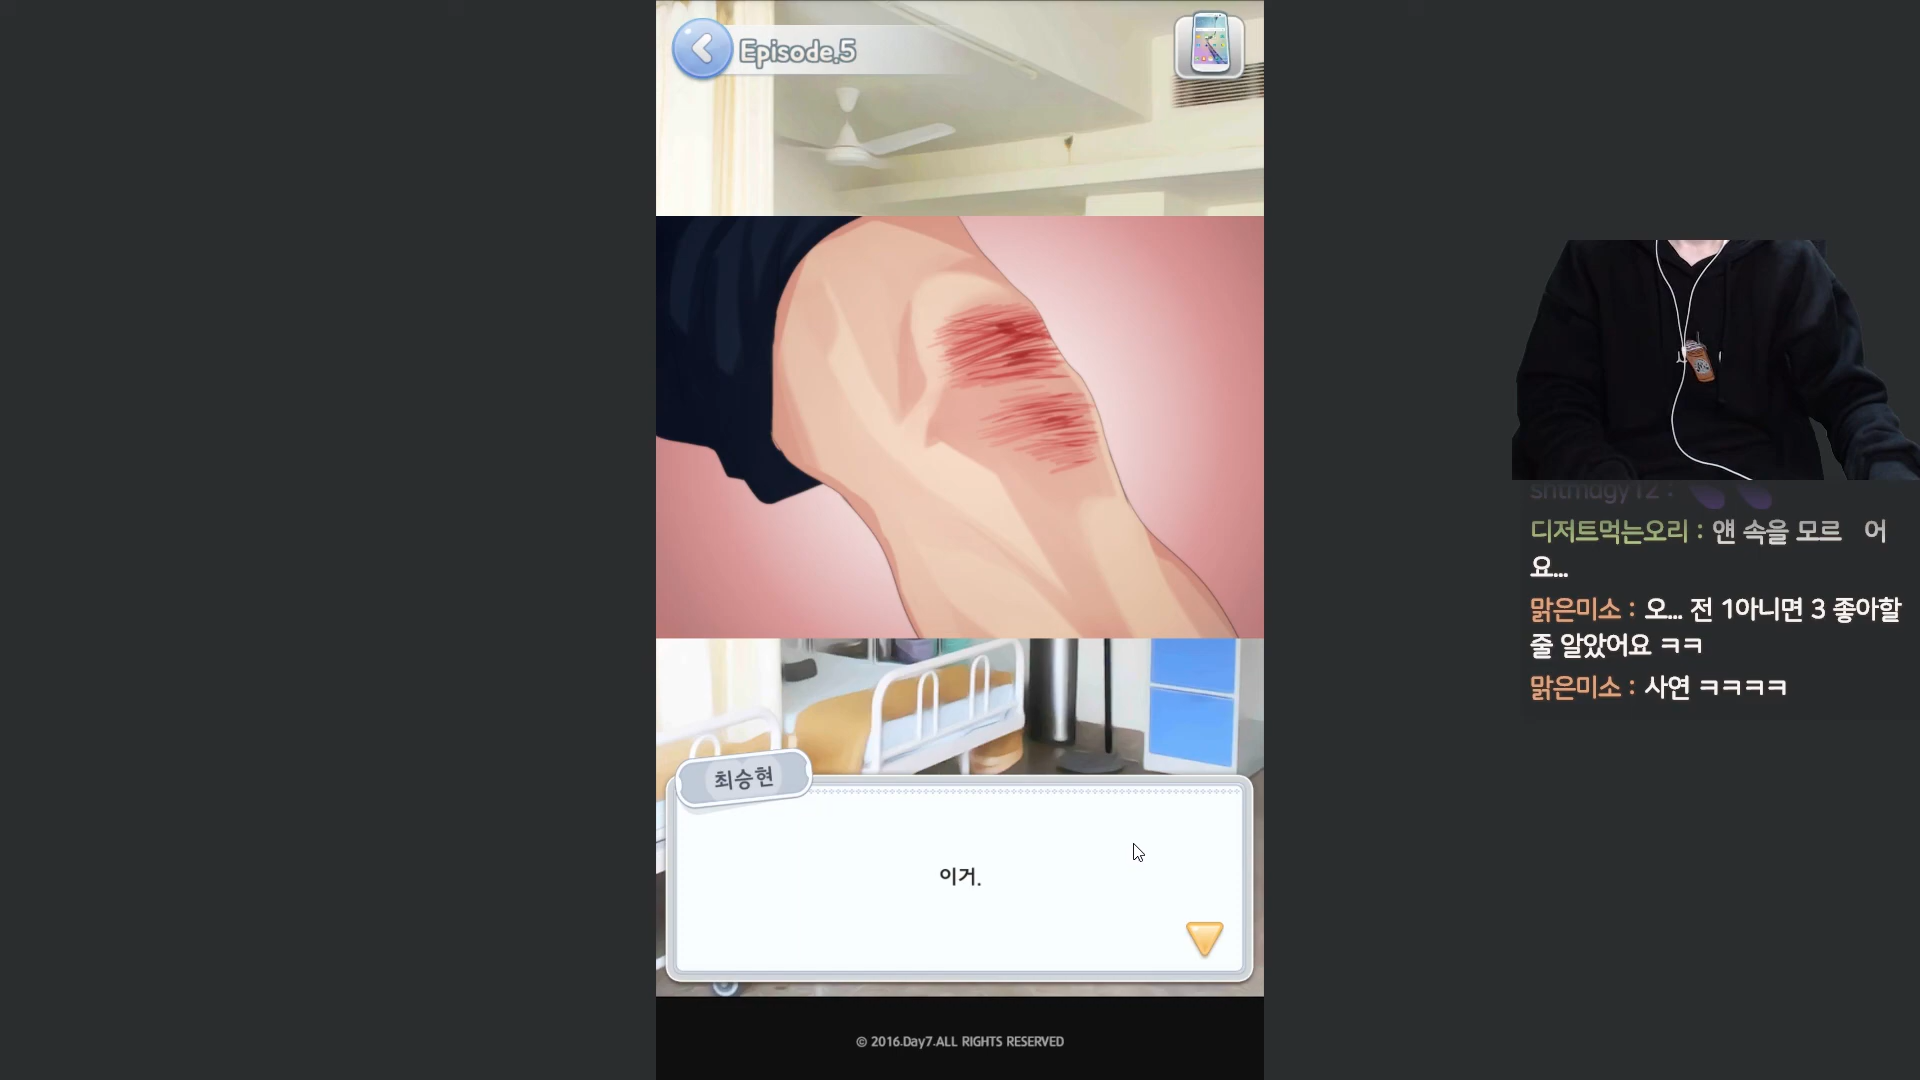 Episode.5
최승현
이거.
© 2016.Day7.ALL RIGHTS RESERVED
디저트먹는오리 : 얜 속을 모르 어
요...
맑은미소 : 오... 전 1아니면 3 좋아할
줄 알았어요 ㅋㅋ
맑은미소 : 사연 ㅋㅋㅋㅋ